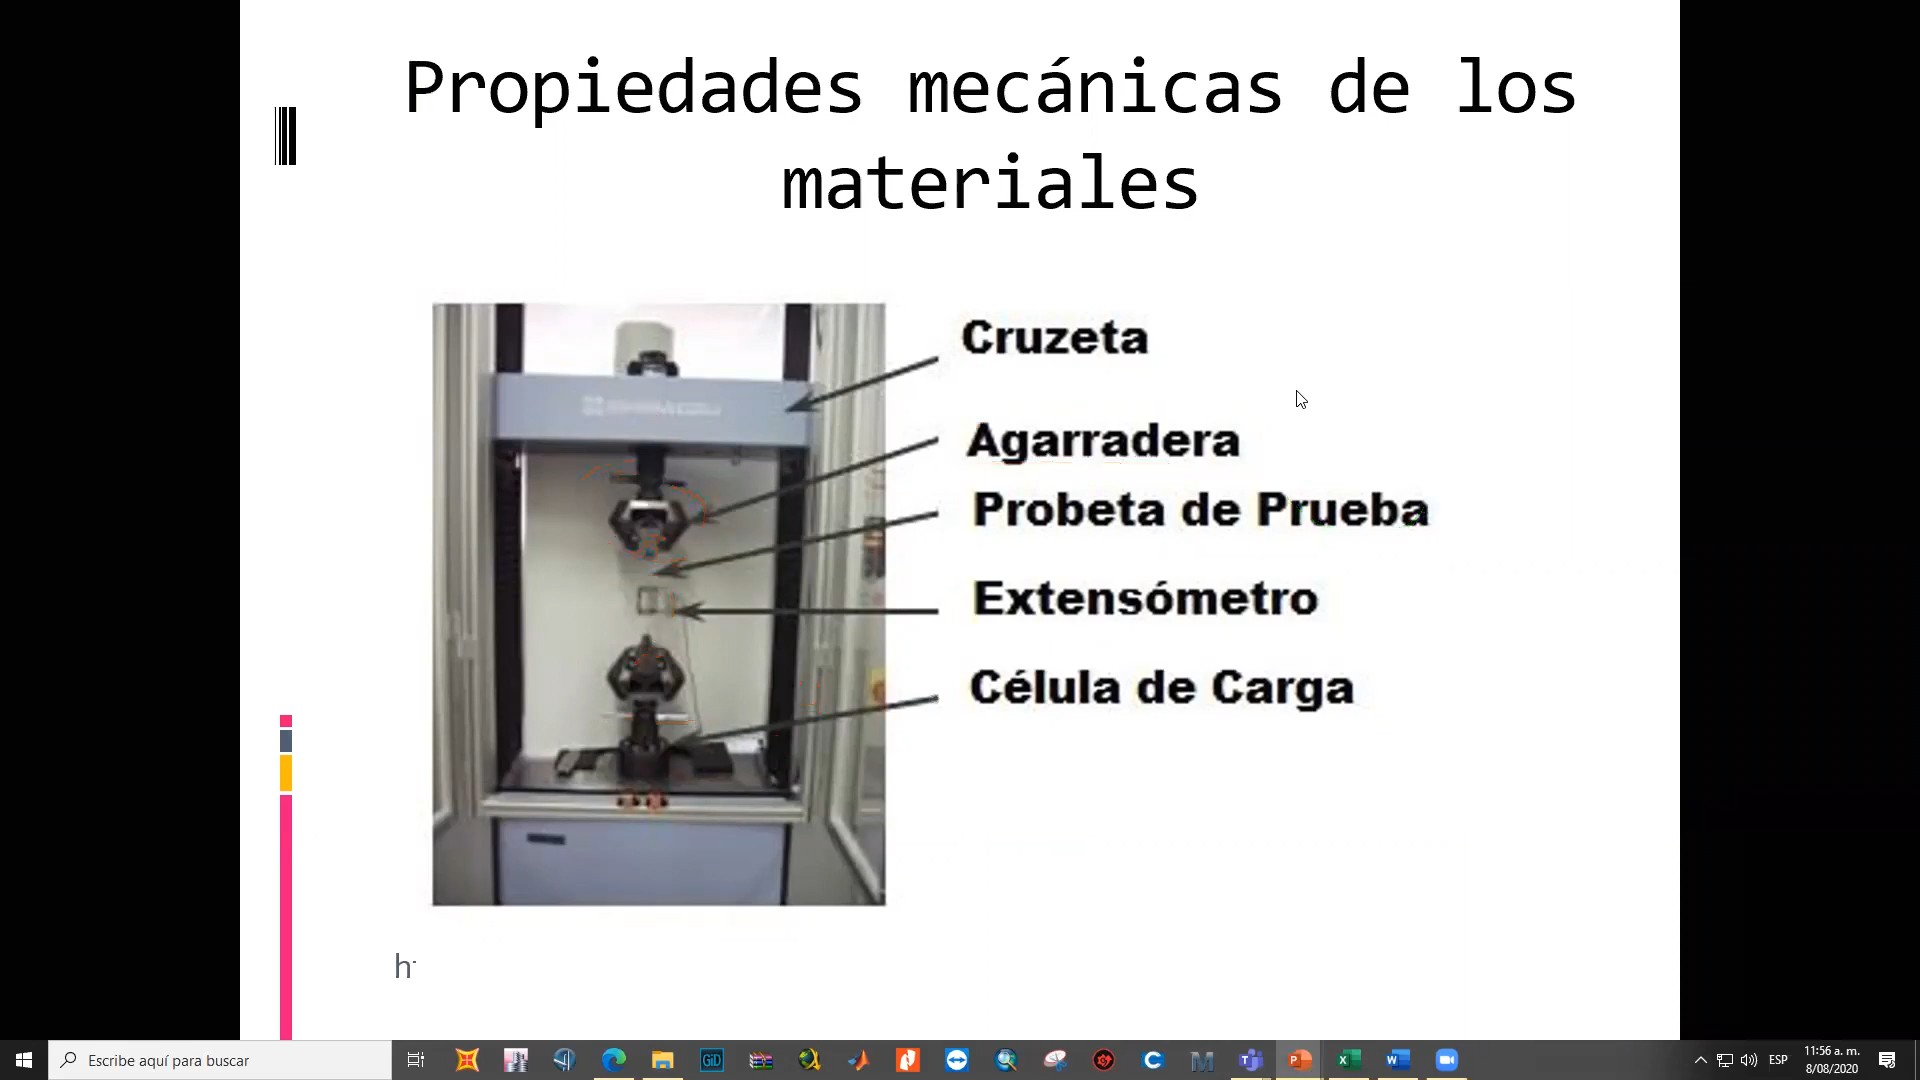 Propiedades mecánicas de los
materiales
Cruzeta
Agarradera
Probeta de Prueba
Extensómetro
Célula de Carga
Escribe aquí para buscar
GiD
ESP
11:56 a. m.
8/08/2020